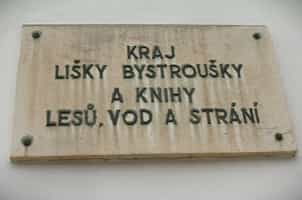 KRAJ
LIŠKY BYSTROUŠKY
A KNIHY
LESŮ, VOD A STRÁNÍ